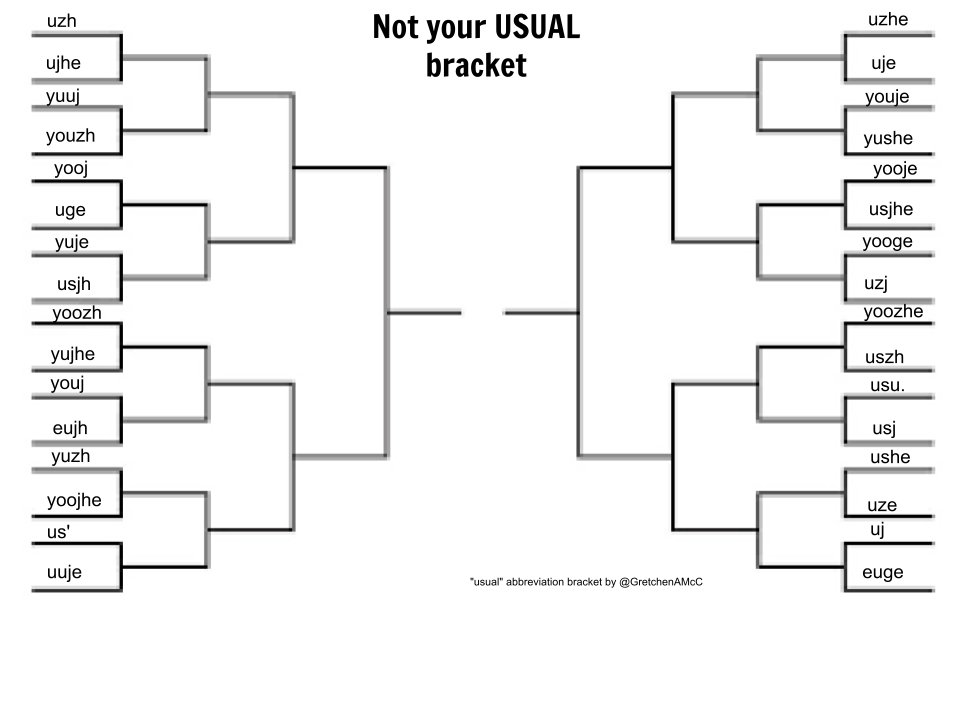 Not your USUAL
bracket
uzh
ujhe
yuuj
youzh
yooj
uge
yuje
usjh
yoozh
yujhe
youj
eujh
yuzh
yoojhe
us'
uuje
uzhe
uje
youje
yushe
yooje
usjhe
yooge
uzj
yoozhe
uszh
usu.
usj
ushe
uze
uj
euge
"usual" abbreviation bracket by @GretchenAMcC